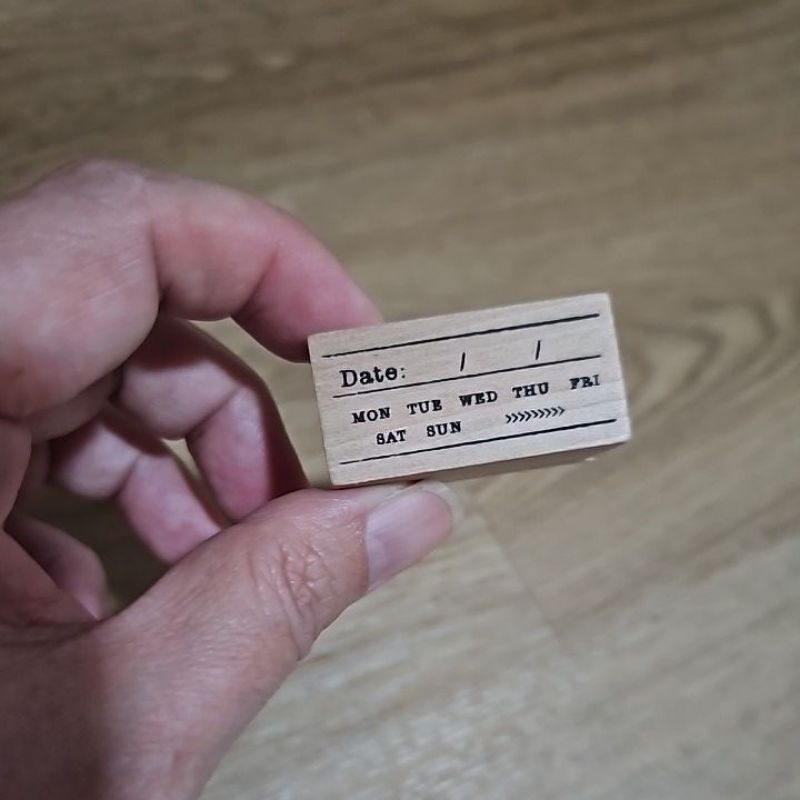 Date: / /
MON TUE WED THU FRI
SAT SUN »»»»»